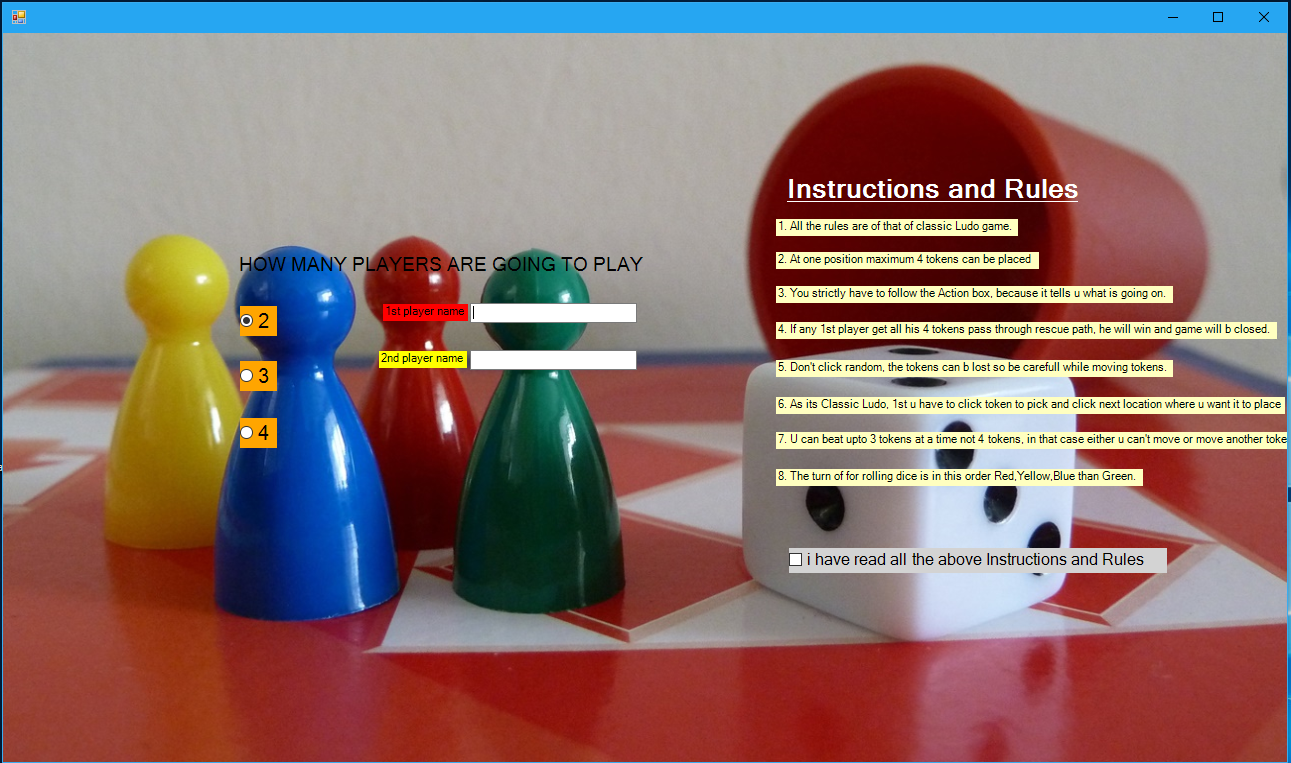 HOW MANY PLAYERS ARE GOING TO PLAY
2
3
4
1st player name
2nd player name
Instructions and Rules
1. All the rules are of that of classic Ludo game.
2. At one position maximum 4 tokens can be placed
3. You strictly have to follow the Action box, because it tells u what is going on.
4. If any 1st player get all his 4 tokens pass through rescue path, he will win and game will b closed.
5. Don't click random, the tokens can b lost so be carefull while moving tokens.
6. As its Classic Ludo, 1st u have to click token to pick and click next location where u want it to place
7. U can beat upto 3 tokens at a time not 4 tokens, in that case either u can't move or move another toke
8. The turn of for rolling dice is in this order Red,Yellow,Blue than Green.
i have read all the above Instructions and Rules